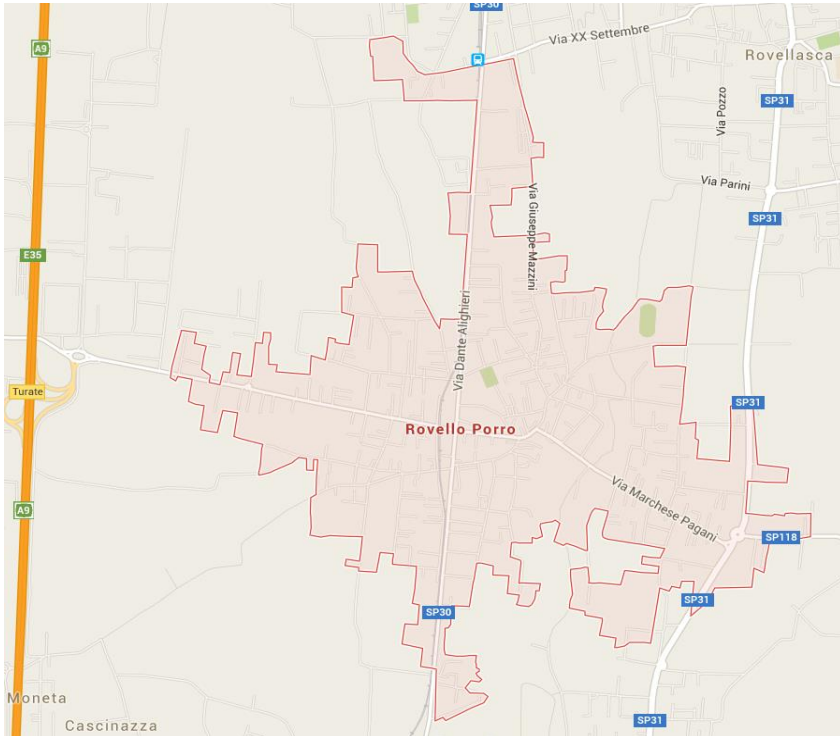 SP30
Via XX Settembre
A9
Rovellasca
SP31
Via Pozzo
Via Parini
Via Giuseppe Mazzini
SP31
E35
Via Dante Alighieri
Turate
SP31
Rovello Porro
Via Marchese Pagani
A9
SP118
SP31
SP30
Moneta
SP31
Cascinazza